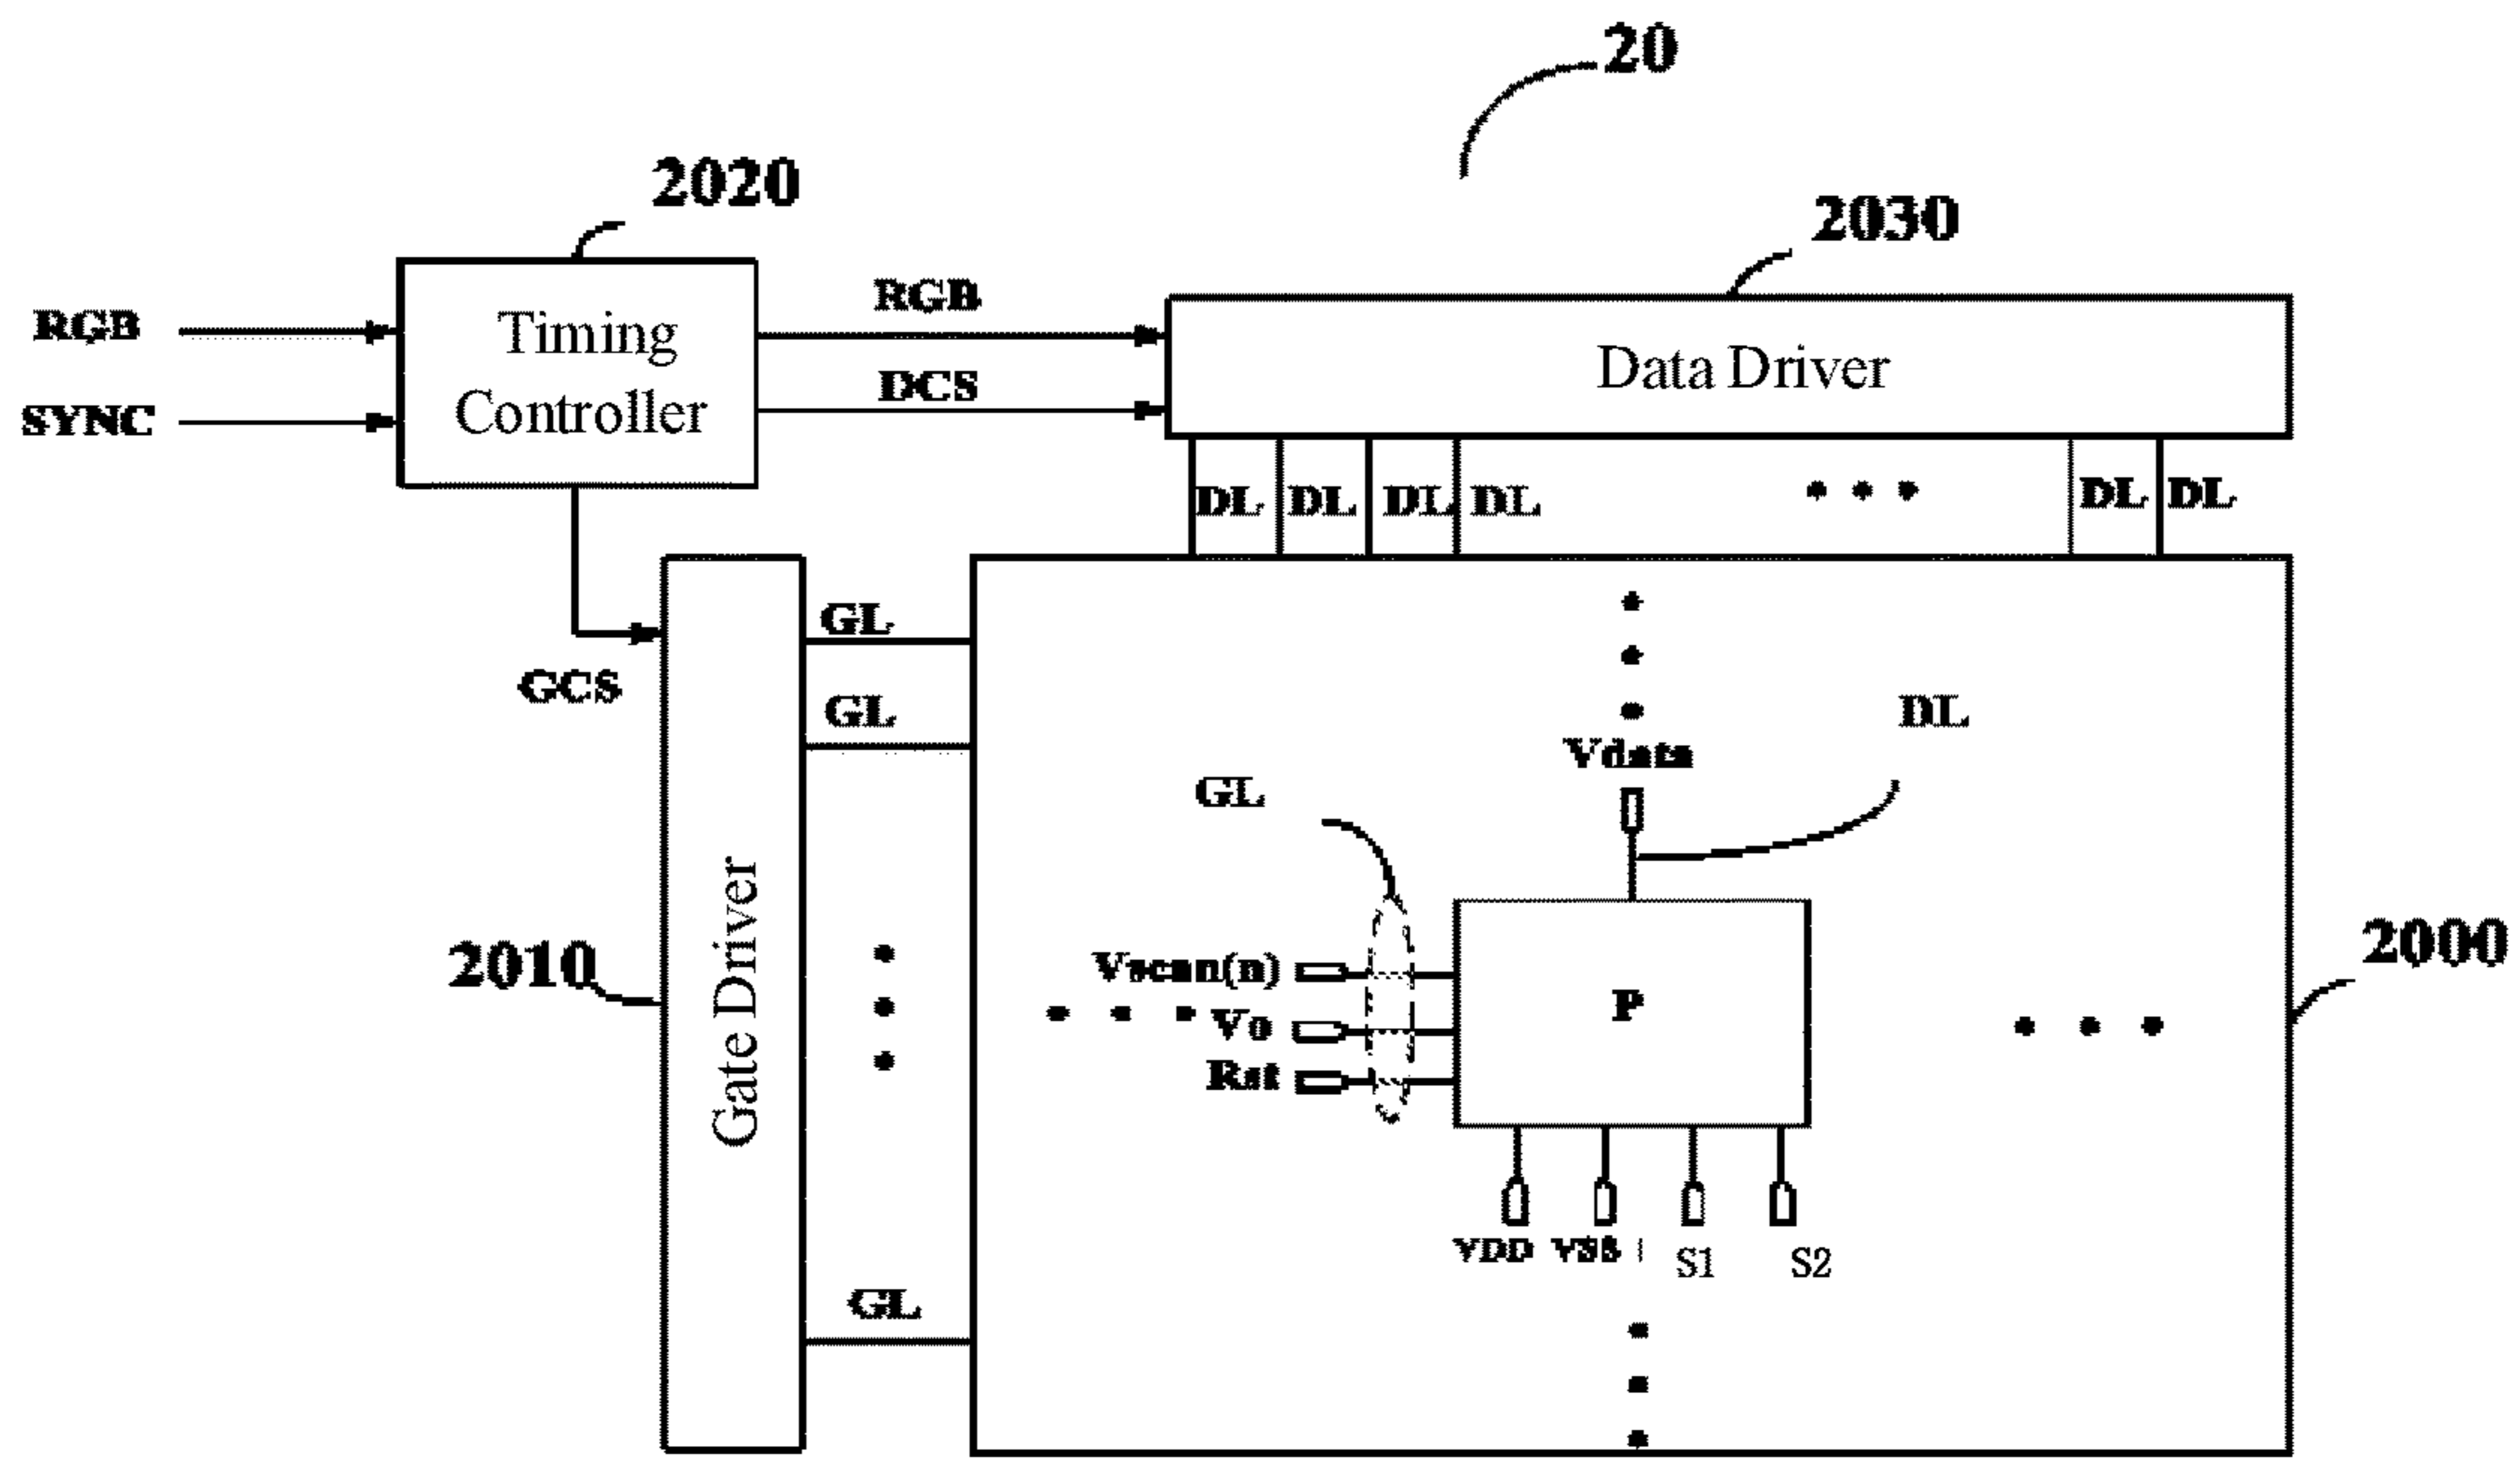 20
2020
2030
RGB
SYNC
Timing
Controller
RGB
DCS
Data Driver
DL DL DL DL DL DL
GCS
GL
GL
GL
Gate Driver
2010
Vdata
DL
GL
Vscan(n)
Vo
Rst
P
2000
VDD VSS S1 S2